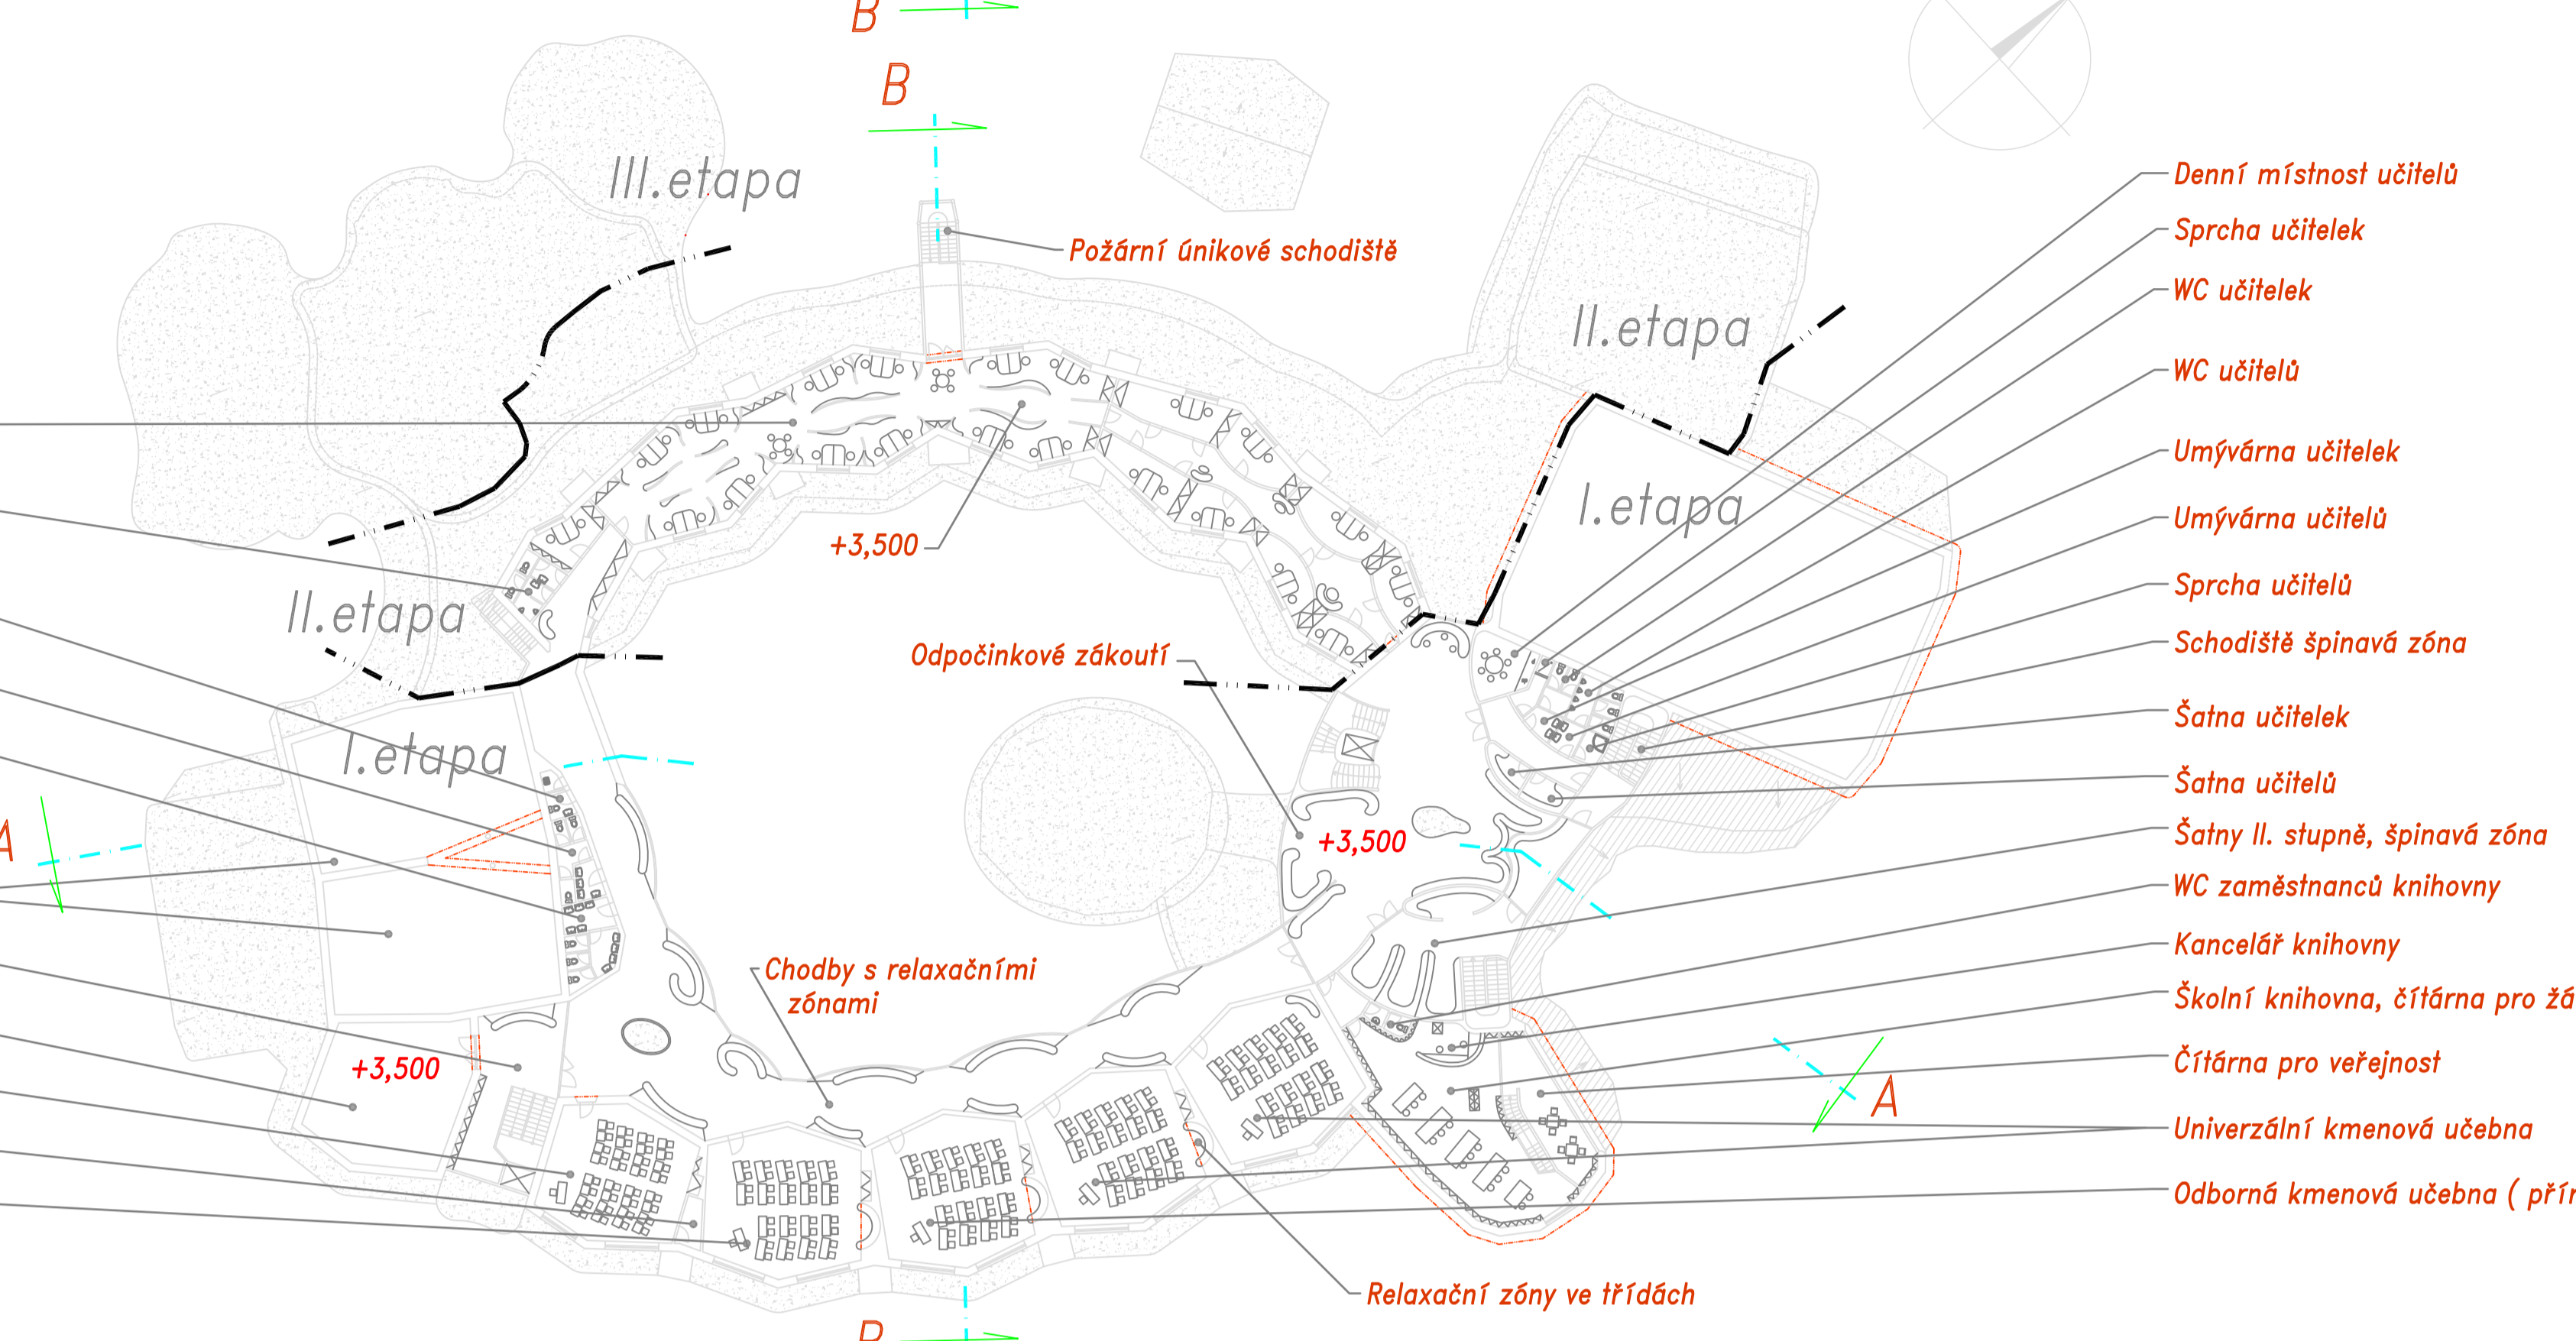 B
B
III.etapa
Denní místnost učitelů
Sprcha učitelek
Požární únikové schodiště
WC učitelek
II.etapa
WC učitelů
Umývárna učitelek
I.etapa
Umývárna učitelů
+3,500
Sprcha učitelů
II.etapa
Schodiště špinavá zóna
Odpočinkové zákoutí
Šatna učitelek
I.etapa
Šatna učitelů
A
+3,500
Šatny II. stupně, špinavá zóna
WC zaměstnanců knihovny
Kancelář knihovny
Chodby s relaxačními
zónami
Školní knihovna, čítárna pro
+3,500
Čítárna pro veřejnost
A
Univerzální kmenová učebna
Odborná kmenová učebna (
Relaxační zóny ve třídách
B